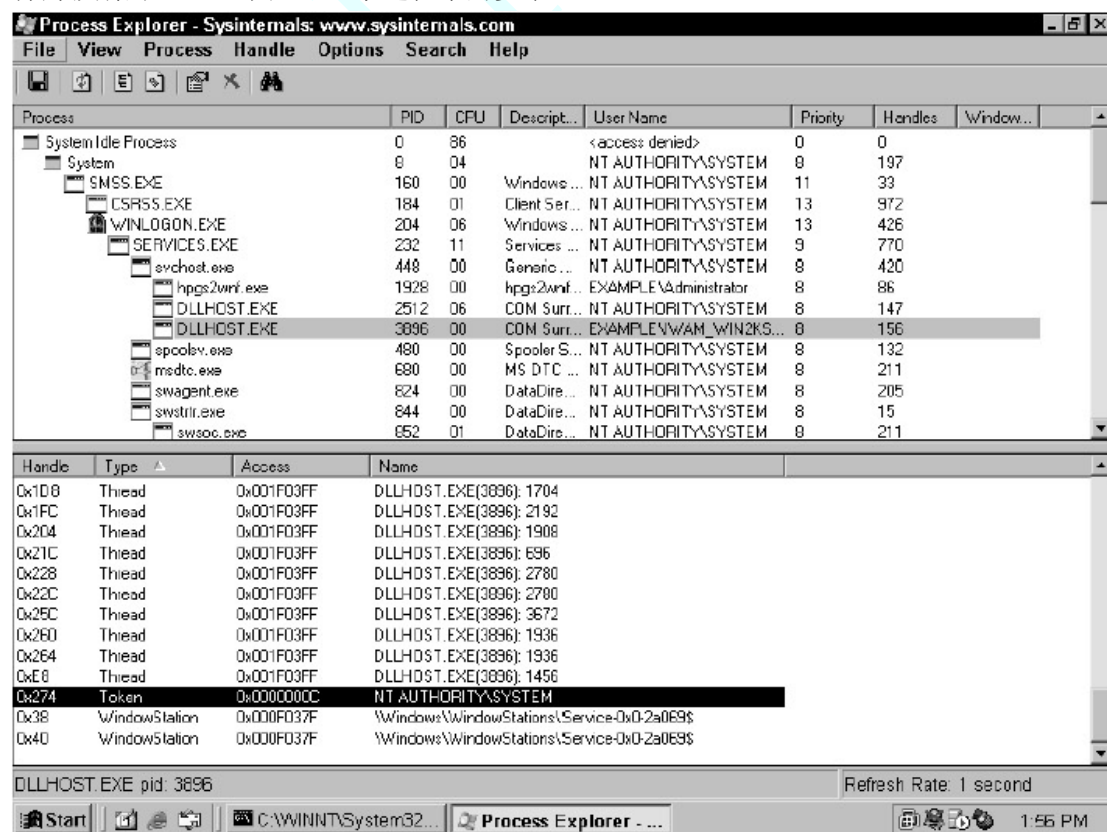 Process Explorer - Sysinternals: www.sysinternals.com
File View Process Handle Options Search Help
Process PID CPU Descript... User Name Priority Handles Window...
System Idle Process 0 86 <access denied> 0 0
System 8 04 NT AUTHORITY\SYSTEM 8 197
SMSS.EXE 160 00 Windows ... NT AUTHORITY\SYSTEM 11 33
CSRSS.EXE 184 01 Client Ser... NT AUTHORITY\SYSTEM 13 972
WINLOGON.EXE 204 06 Windows ... NT AUTHORITY\SYSTEM 13 426
SERVICES.EXE 232 11 Services ... NT AUTHORITY\SYSTEM 9 770
svchost.exe 448 00 Generic ... NT AUTHORITY\SYSTEM 8 420
hpgs2wnf.exe 1928 00 hpgs2wnf... EXAMPLE\Administrator 8 86
DLLHOST.EXE 2512 06 COM Surr... NT AUTHORITY\SYSTEM 8 147
DLLHOST.EXE 3896 00 COM Surr... EXAMPLE\WAM_WIN2KS... 8 156
spoolsv.exe 480 00 Spooler S... NT AUTHORITY\SYSTEM 8 132
msdtc.exe 680 00 MS DTC ... NT AUTHORITY\SYSTEM 8 211
swagent.exe 824 00 DataDire... NT AUTHORITY\SYSTEM 8 205
swstrtr.exe 844 00 DataDire... NT AUTHORITY\SYSTEM 8 15
swsoc.exe 852 01 DataDire... NT AUTHORITY\SYSTEM 8 211
Handle Type Access Name
0x1D8 Thread 0x001F03FF DLLHOST.EXE(3896): 1704
0x1FC Thread 0x001F03FF DLLHOST.EXE(3896): 2192
0x204 Thread 0x001F03FF DLLHOST.EXE(3896): 1908
0x21C Thread 0x001F03FF DLLHOST.EXE(3896): 696
0x228 Thread 0x001F03FF DLLHOST.EXE(3896): 2780
0x22C Thread 0x001F03FF DLLHOST.EXE(3896): 2780
0x25C Thread 0x001F03FF DLLHOST.EXE(3896): 3672
0x260 Thread 0x001F03FF DLLHOST.EXE(3896): 1936
0x264 Thread 0x001F03FF DLLHOST.EXE(3896): 1936
0xE8 Thread 0x001F03FF DLLHOST.EXE(3896): 1456
0x274 Token 0x0000000C NT AUTHORITY\SYSTEM
0x38 WindowStation 0x000F037F \Windows\WindowStations\Service-0x0-2a069$
0x40 WindowStation 0x000F037F \Windows\WindowStations\Service-0x0-2a069$
DLLHOST.EXE pid: 3896 Refresh Rate: 1 second
Start C:\WINNT\System32... Process Explorer - ... 1:56 PM